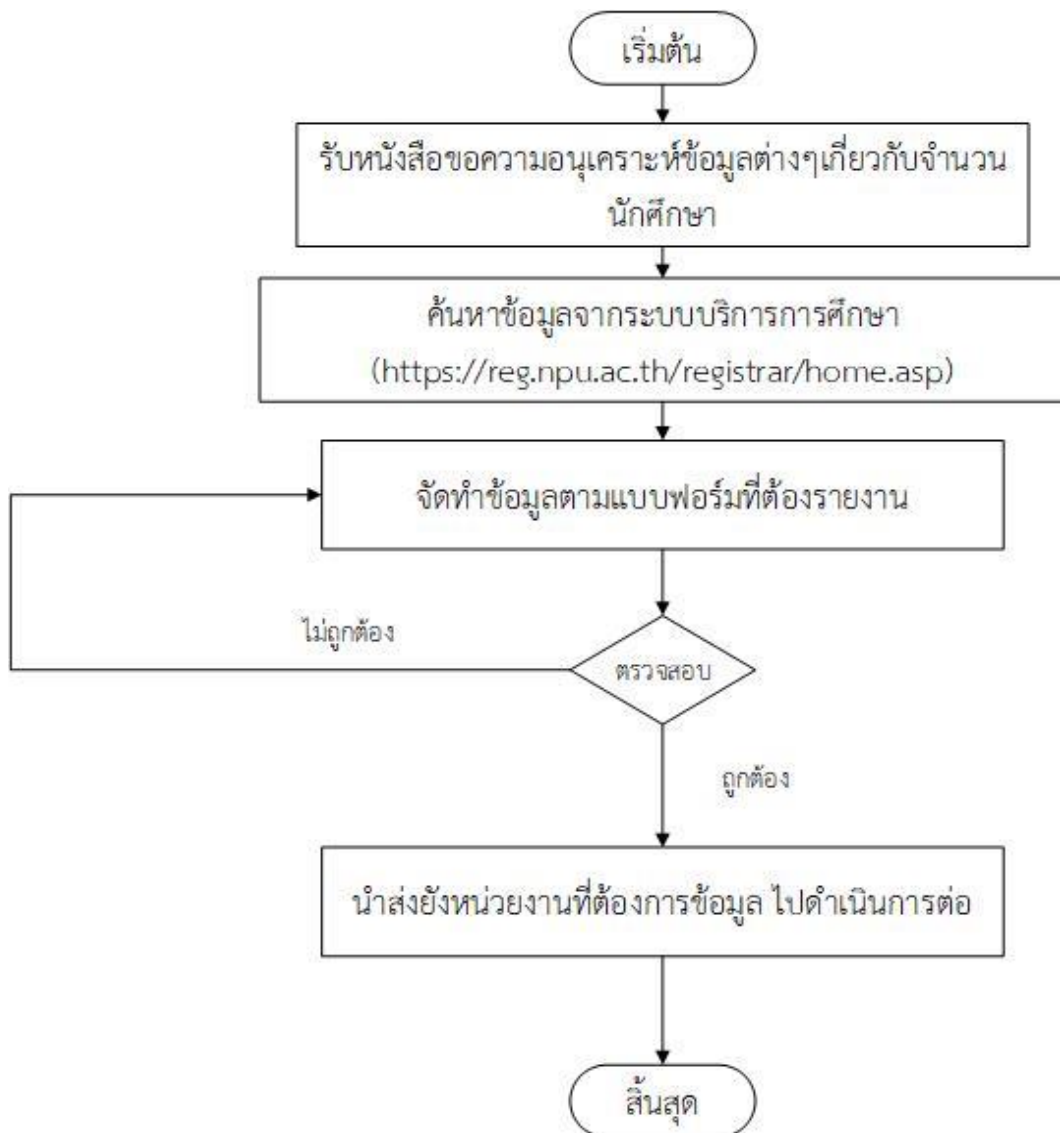 เริ่มต้น
รับหนังสือขอความอนุเคราะห์ข้อมูลต่างๆเกี่ยวกับจำนวน
นักศึกษา
ค้นหาข้อมูลจากระบบบริการการศึกษา
(https://reg.npu.ac.th/registrar/home.asp)
จัดทำข้อมูลตามแบบฟอร์มที่ต้องรายงาน
ไม่ถูกต้อง
ตรวจสอบ
ถูกต้อง
นำส่งยังหน่วยงานที่ต้องการข้อมูล ไปดำเนินการต่อ
สิ้นสุด